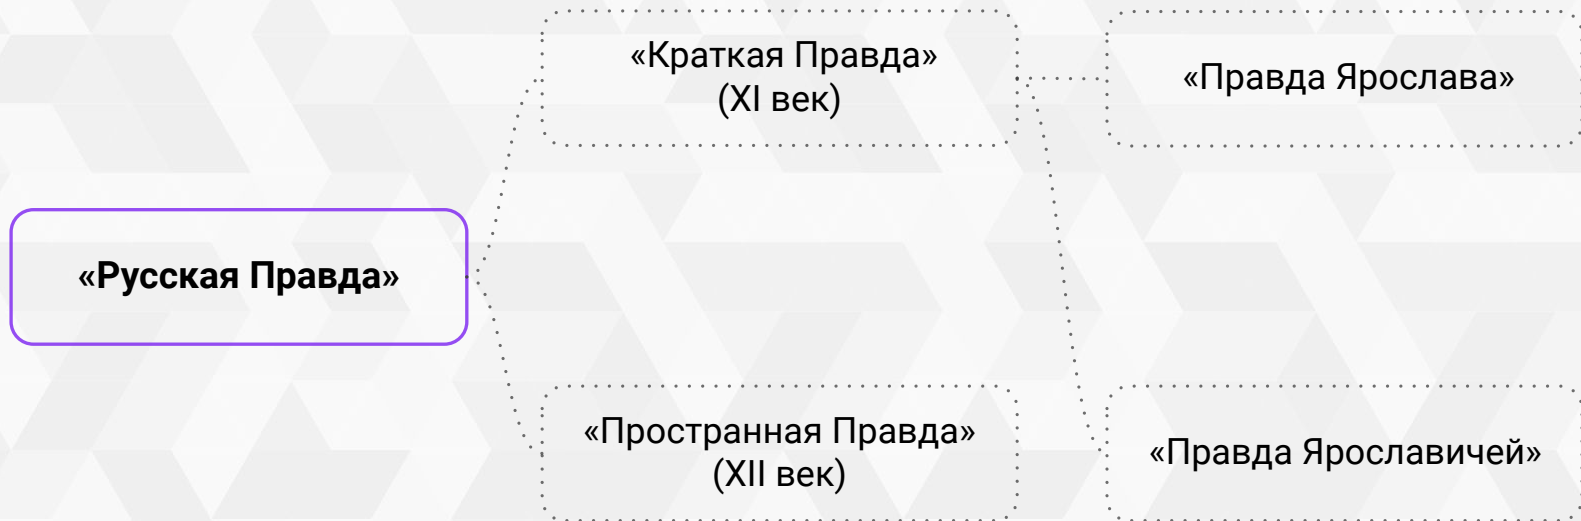 «Краткая Правда»
(XI век)
«Правда Ярослава»
«Русская Правда»
«Пространная Правда»
(XII век)
«Правда Ярославичей»